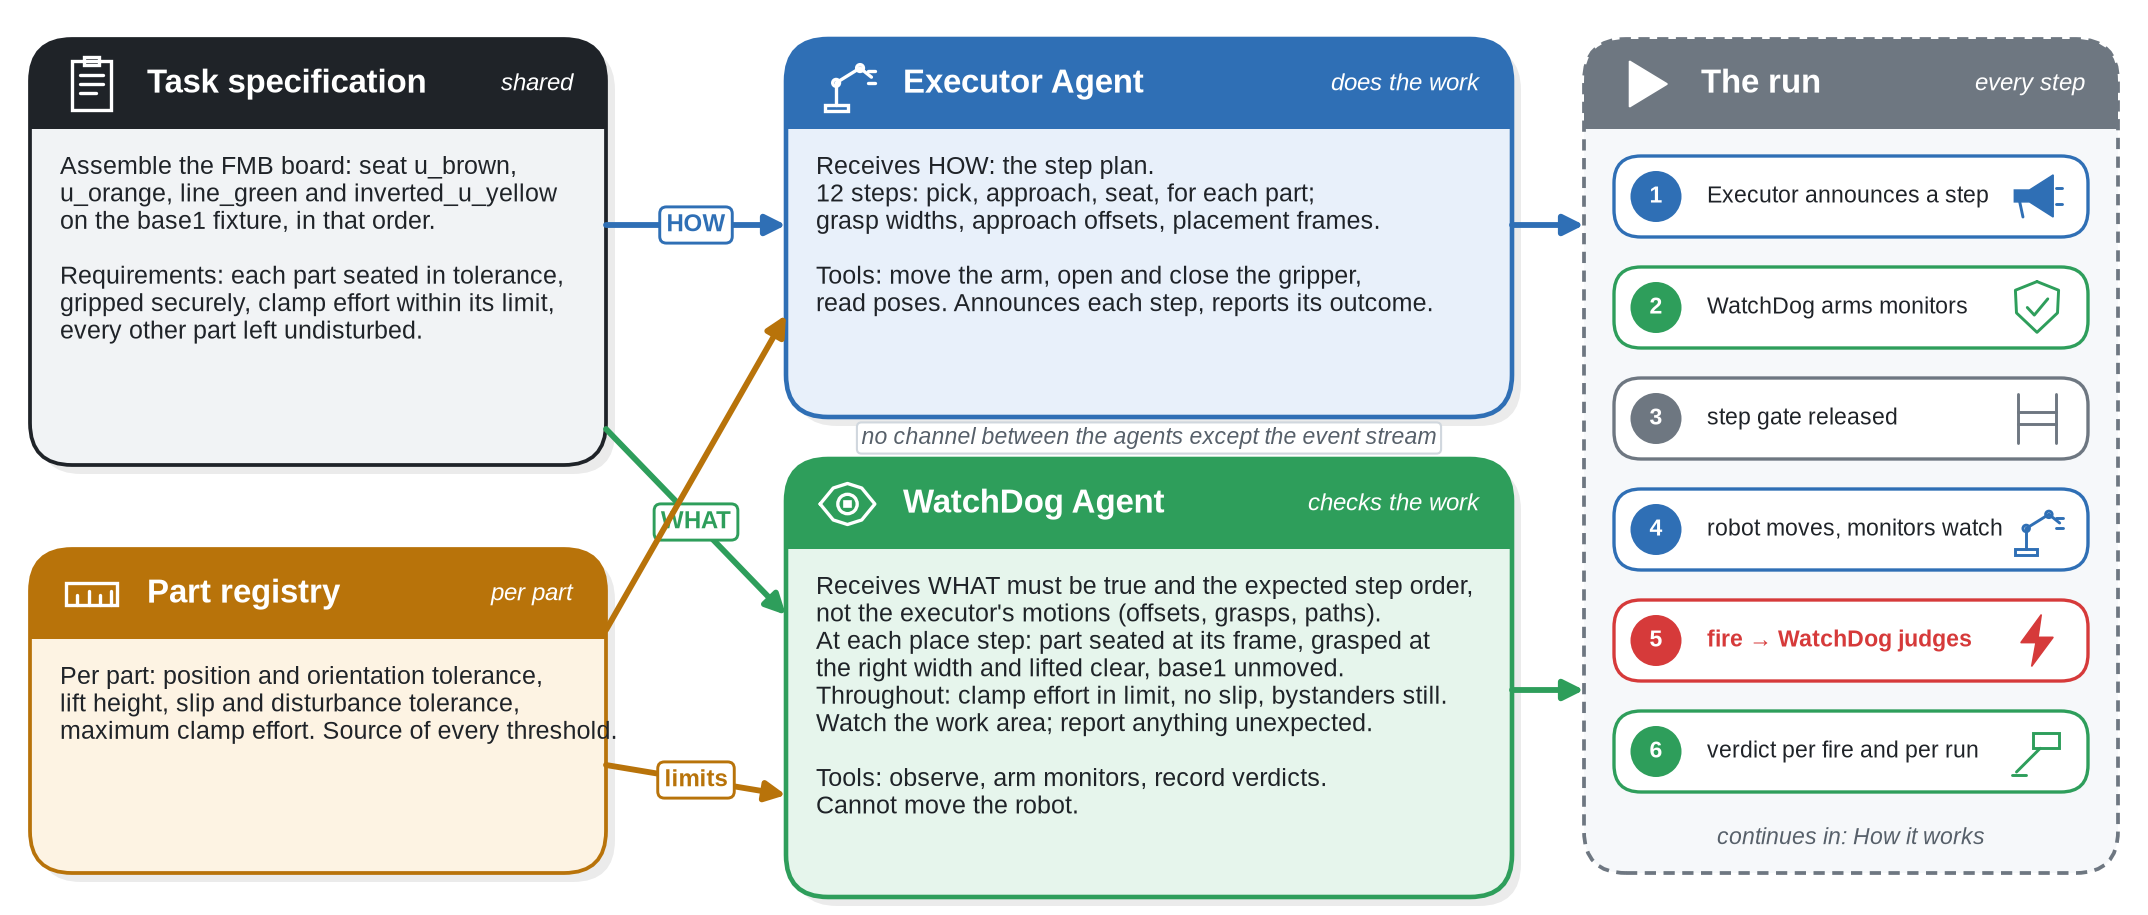 Task specification
shared
Assemble the FMB board: seat u_brown,
u_orange, line_green and inverted_u_yellow
on the base1 fixture, in that order.
Requirements: each part seated in tolerance,
gripped securely, clamp effort within its limit,
every other part left undisturbed.
Part registry
per part
Per part: position and orientation tolerance,
lift height, slip and disturbance tolerance,
maximum clamp effort. Source of every threshold.
HOW
WHAT
limits
Executor Agent
does the work
Receives HOW: the step plan.
12 steps: pick, approach, seat, for each part;
grasp widths, approach offsets, placement frames.
Tools: move the arm, open and close the gripper,
read poses. Announces each step, reports its outcome.
no channel between the agents except the event stream
WatchDog Agent
checks the work
Receives WHAT must be true and the expected step order,
not the executor's motions (offsets, grasps, paths).
At each place step: part seated at its frame, grasped at
the right width and lifted clear, base1 unmoved.
Throughout: clamp effort in limit, no slip, bystanders still.
Watch the work area; report anything unexpected.
Tools: observe, arm monitors, record verdicts.
Cannot move the robot.
The run
every step
1 Executor announces a step
2 WatchDog arms monitors
3 step gate released
4 robot moves, monitors watch
5 fire → WatchDog judges
6 verdict per fire and per run
continues in: How it works